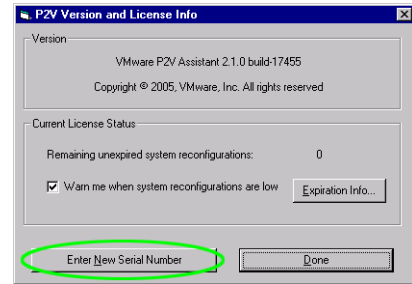 P2V Version and License Info
Version
VMware P2V Assistant 2.1.0 build-17455
Copyright © 2005, VMware, Inc. All rights reserved
Current License Status
Remaining unexpired system reconfigurations: 0
Warn me when system reconfigurations are low
Expiration Info...
Enter New Serial Number
Done